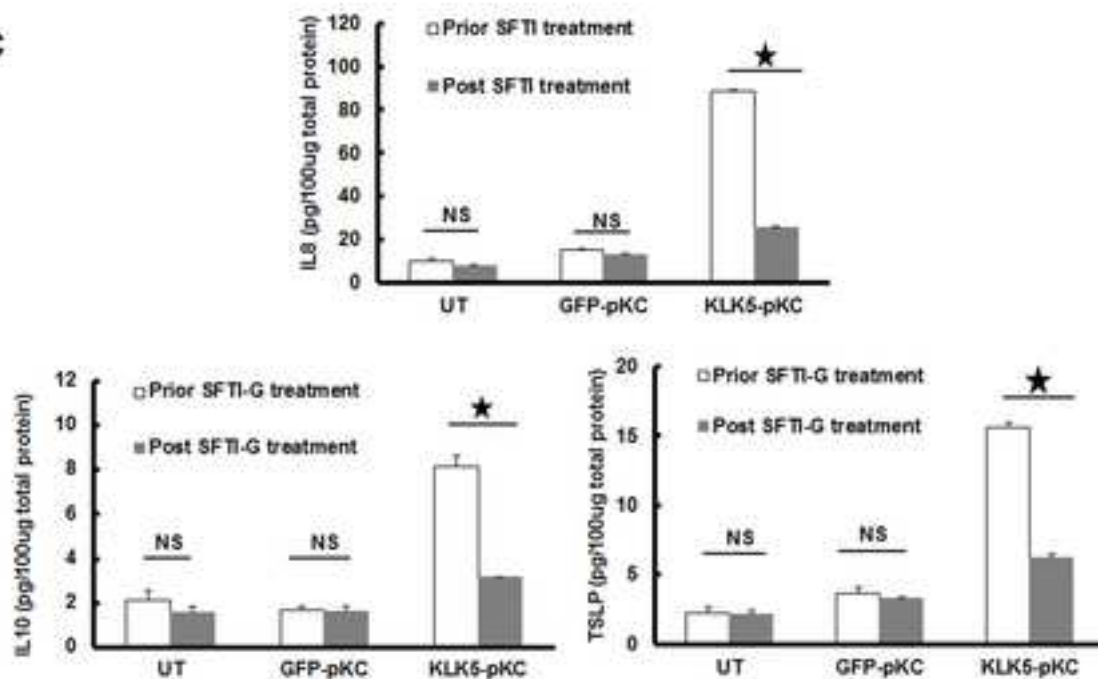 IL8 (pg/100ug total protein)
120
100
80
60
40
20
0
Prior SFTI treatment
Post SFTI treatment
NS
NS
UT
GFP-pKC
KLK5-pKC
IL10 (pg/100ug total protein)
12
10
8
6
4
2
0
Prior SFTI-G treatment
Post SFTI-G treatment
NS
NS
UT
GFP-pKC
KLK5-pKC
TSLP (pg/100ug total protein)
20
15
10
5
0
Prior SFTI-G treatment
Post SFTI-G treatment
NS
NS
UT
GFP-pKC
KLK5-pKC